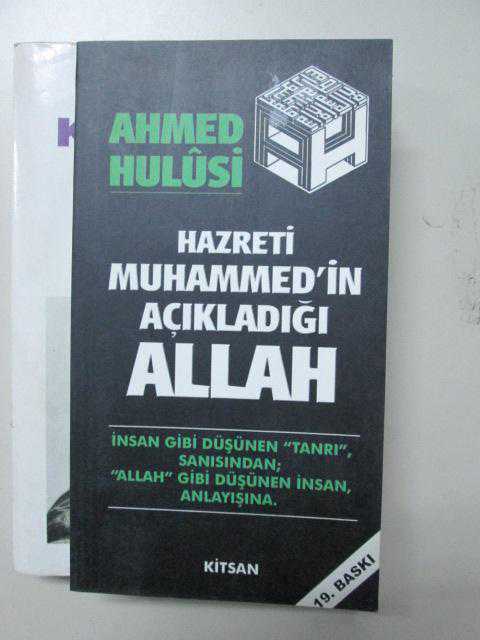 AHMED
HULÛSİ
HAZRETİ
MUHAMMED'İN
AÇIKLADIĞI
ALLAH
İNSAN GİBİ DÜŞÜNEN "TANRI",
SANISINDAN;
"ALLAH" GİBİ DÜŞÜNEN İNSAN,
ANLAYIŞINA.
KİTSAN
19. BASKI